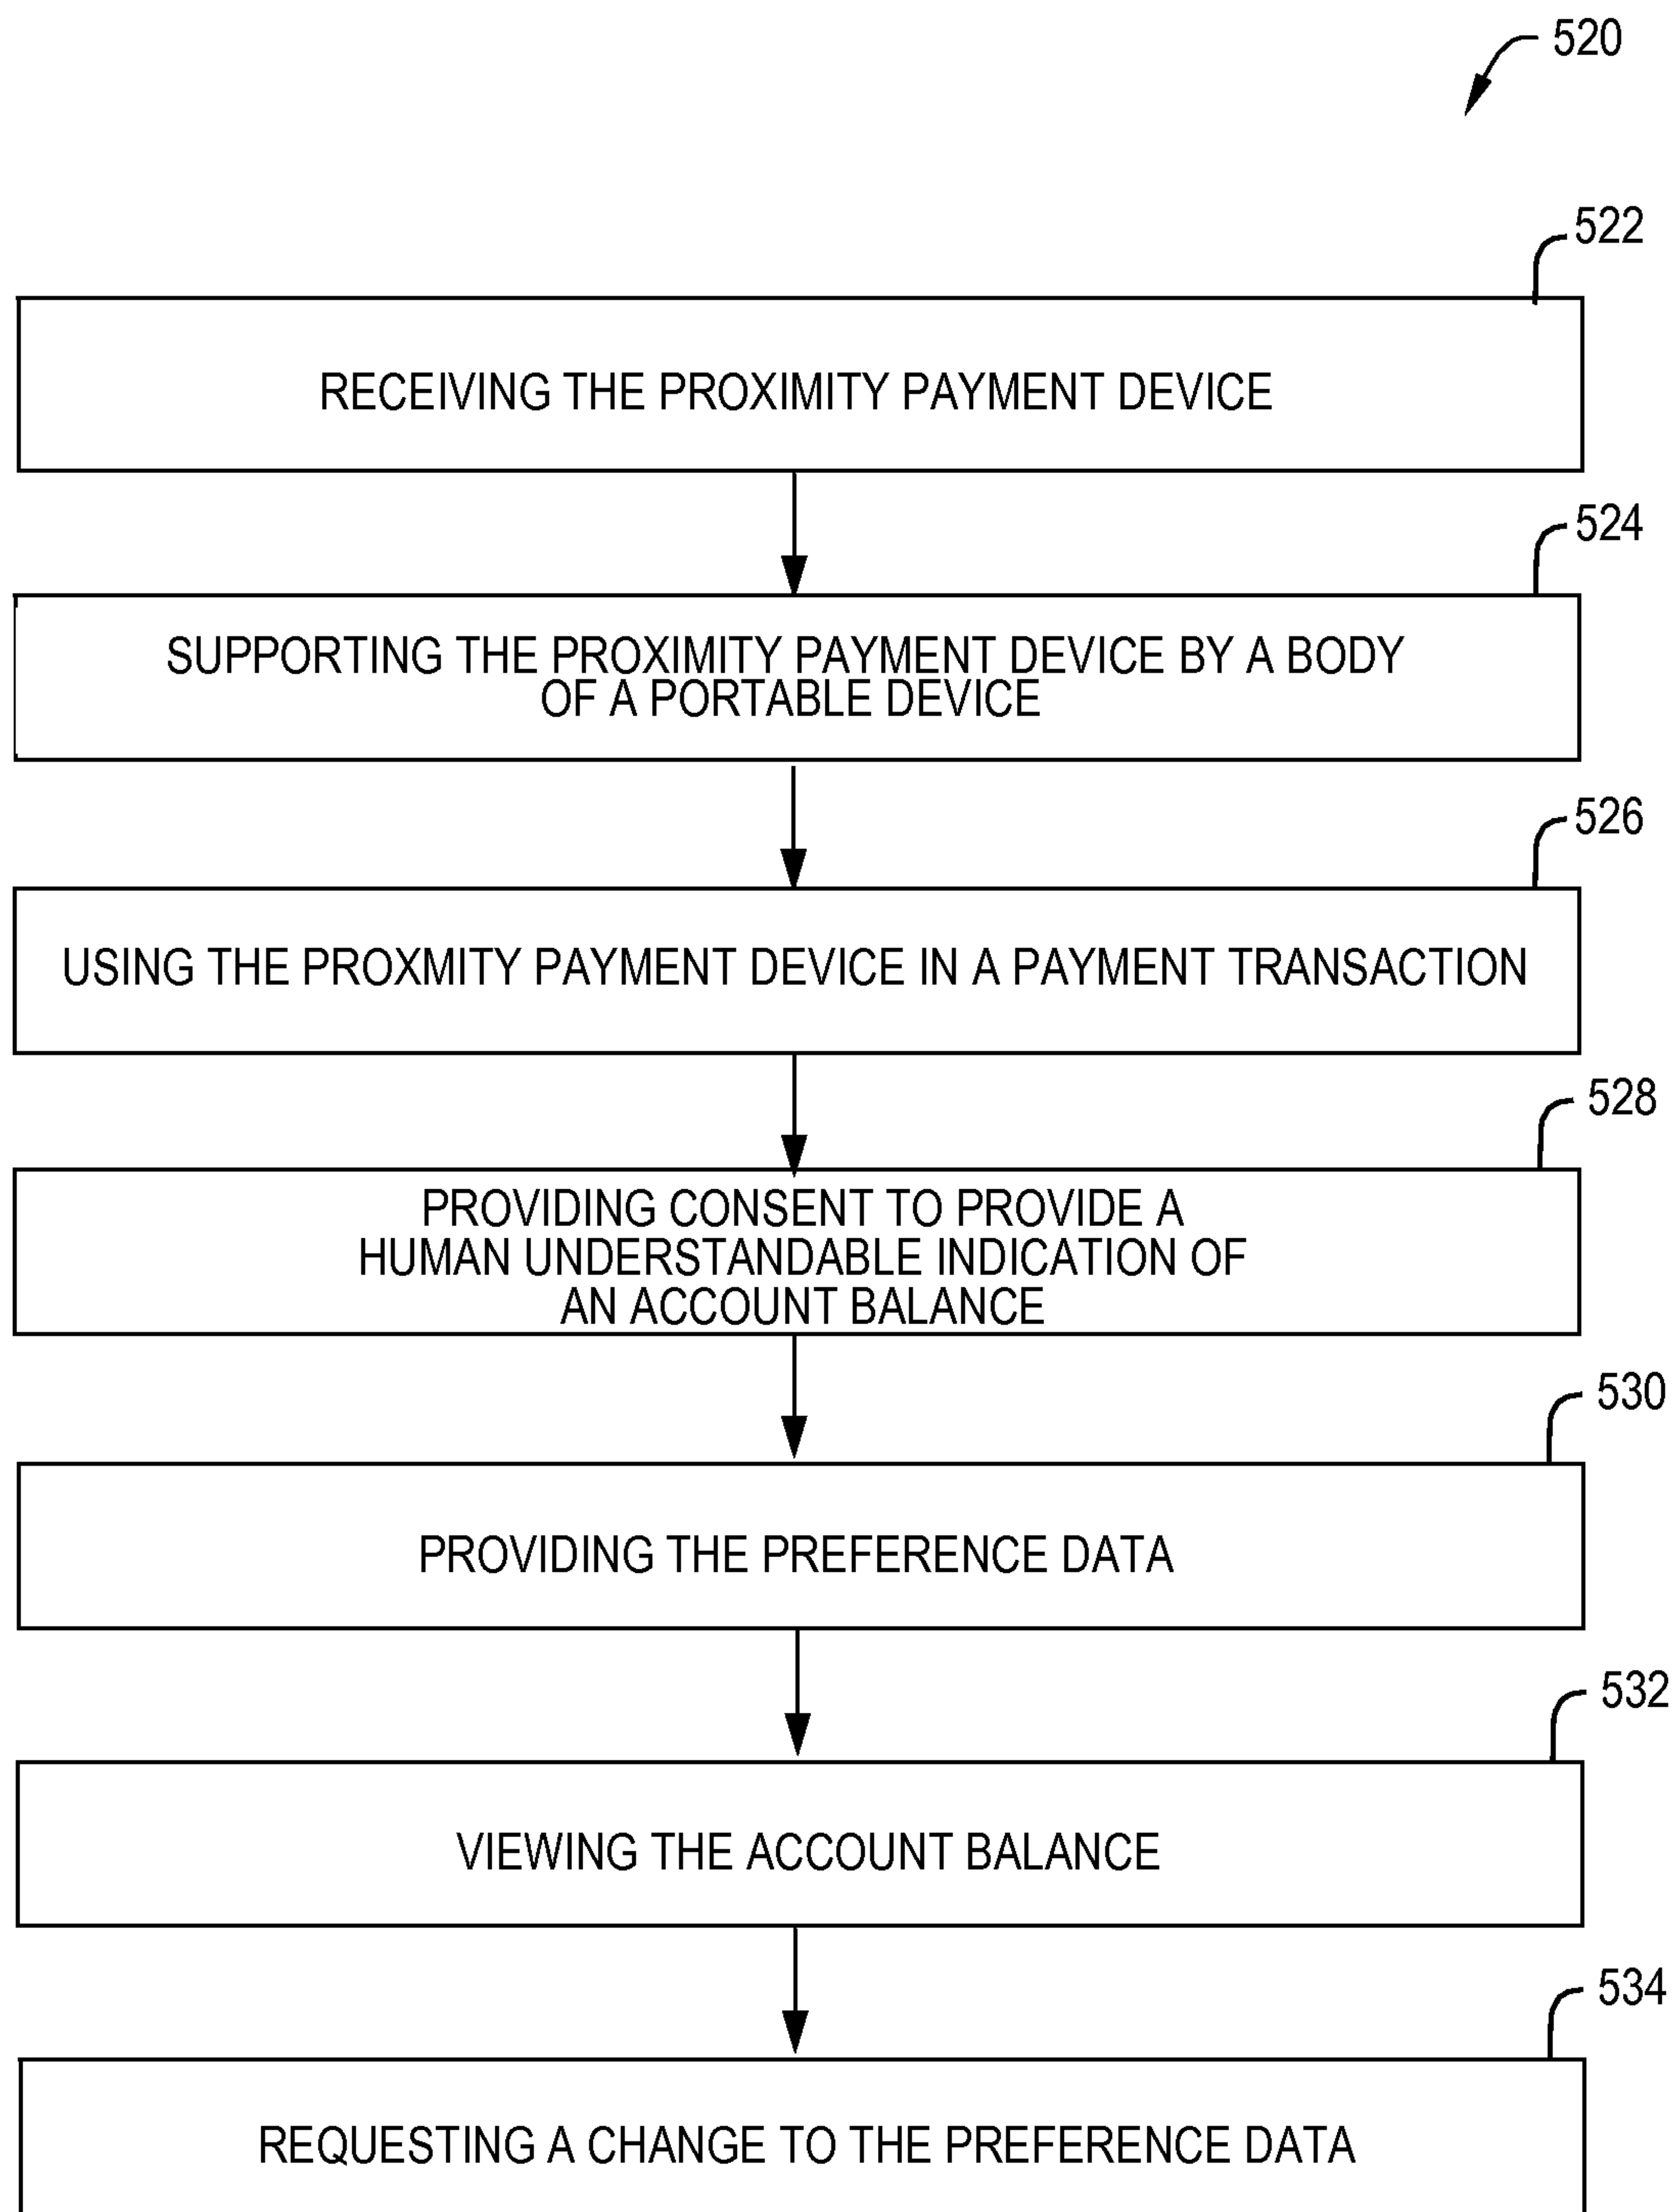 520
522
RECEIVING THE PROXIMITY PAYMENT DEVICE
524
SUPPORTING THE PROXIMITY PAYMENT DEVICE BY A BODY
OF A PORTABLE DEVICE
526
USING THE PROXMITY PAYMENT DEVICE IN A PAYMENT TRANSACTION
528
PROVIDING CONSENT TO PROVIDE A
HUMAN UNDERSTANDABLE INDICATION OF
AN ACCOUNT BALANCE
530
PROVIDING THE PREFERENCE DATA
532
VIEWING THE ACCOUNT BALANCE
534
REQUESTING A CHANGE TO THE PREFERENCE DATA